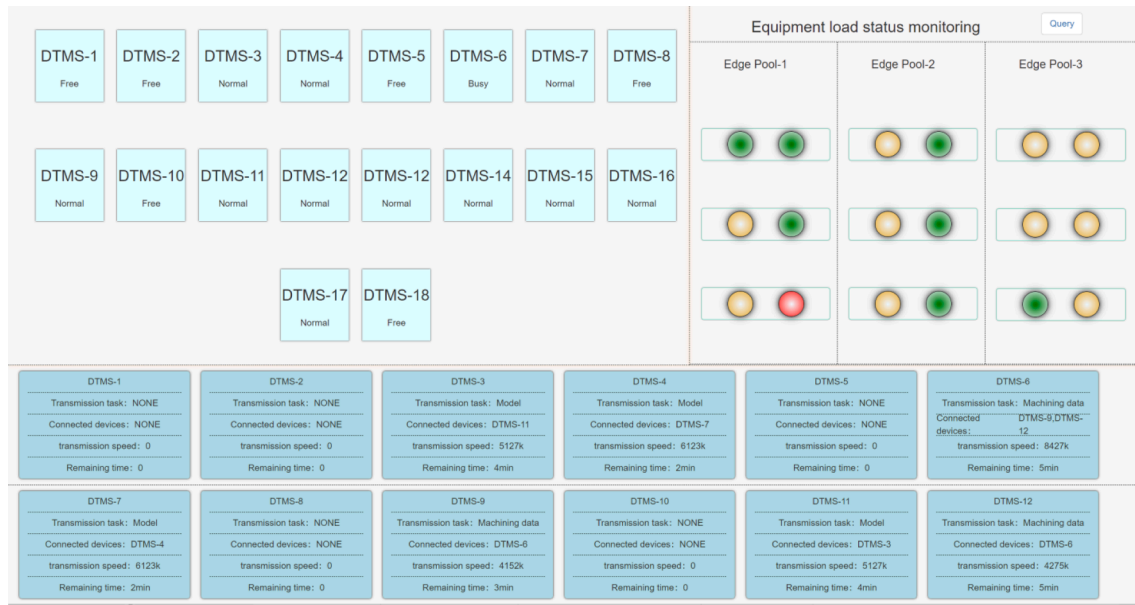 DTMS-1 DTMS-2 DTMS-3 DTMS-4 DTMS-5 DTMS-6 DTMS-7 DTMS-8
Free Free Normal Normal Free Busy Normal Free
DTMS-9 DTMS-10 DTMS-11 DTMS-12 DTMS-12 DTMS-14 DTMS-15 DTMS-16
Normal Free Normal Normal Normal Normal Normal Normal
DTMS-17 DTMS-18
Normal Free
Equipment load status monitoring Query
Edge Pool-1 Edge Pool-2 Edge Pool-3
DTMS-1
Transmission task: NONE
Connected devices: NONE
transmission speed: 0
Remaining time: 0
DTMS-2
Transmission task: NONE
Connected devices: NONE
transmission speed: 0
Remaining time: 0
DTMS-3
Transmission task: Model
Connected devices: DTMS-11
transmission speed: 5127k
Remaining time: 4min
DTMS-4
Transmission task: Model
Connected devices: DTMS-7
transmission speed: 6123k
Remaining time: 2min
DTMS-5
Transmission task: NONE
Connected devices: NONE
transmission speed: 0
Remaining time: 0
DTMS-6
Transmission task: Machining data
Connected devices: DTMS-9,DTMS-12
transmission speed: 8427k
Remaining time: 5min
DTMS-7
Transmission task: Model
Connected devices: DTMS-4
transmission speed: 6123k
Remaining time: 2min
DTMS-8
Transmission task: NONE
Connected devices: NONE
transmission speed: 0
Remaining time: 0
DTMS-9
Transmission task: Machining data
Connected devices: DTMS-6
transmission speed: 4152k
Remaining time: 3min
DTMS-10
Transmission task: NONE
Connected devices: NONE
transmission speed: 0
Remaining time: 0
DTMS-11
Transmission task: Model
Connected devices: DTMS-3
transmission speed: 5127k
Remaining time: 4min
DTMS-12
Transmission task: Machining data
Connected devices: DTMS-6
transmission speed: 4275k
Remaining time: 5min